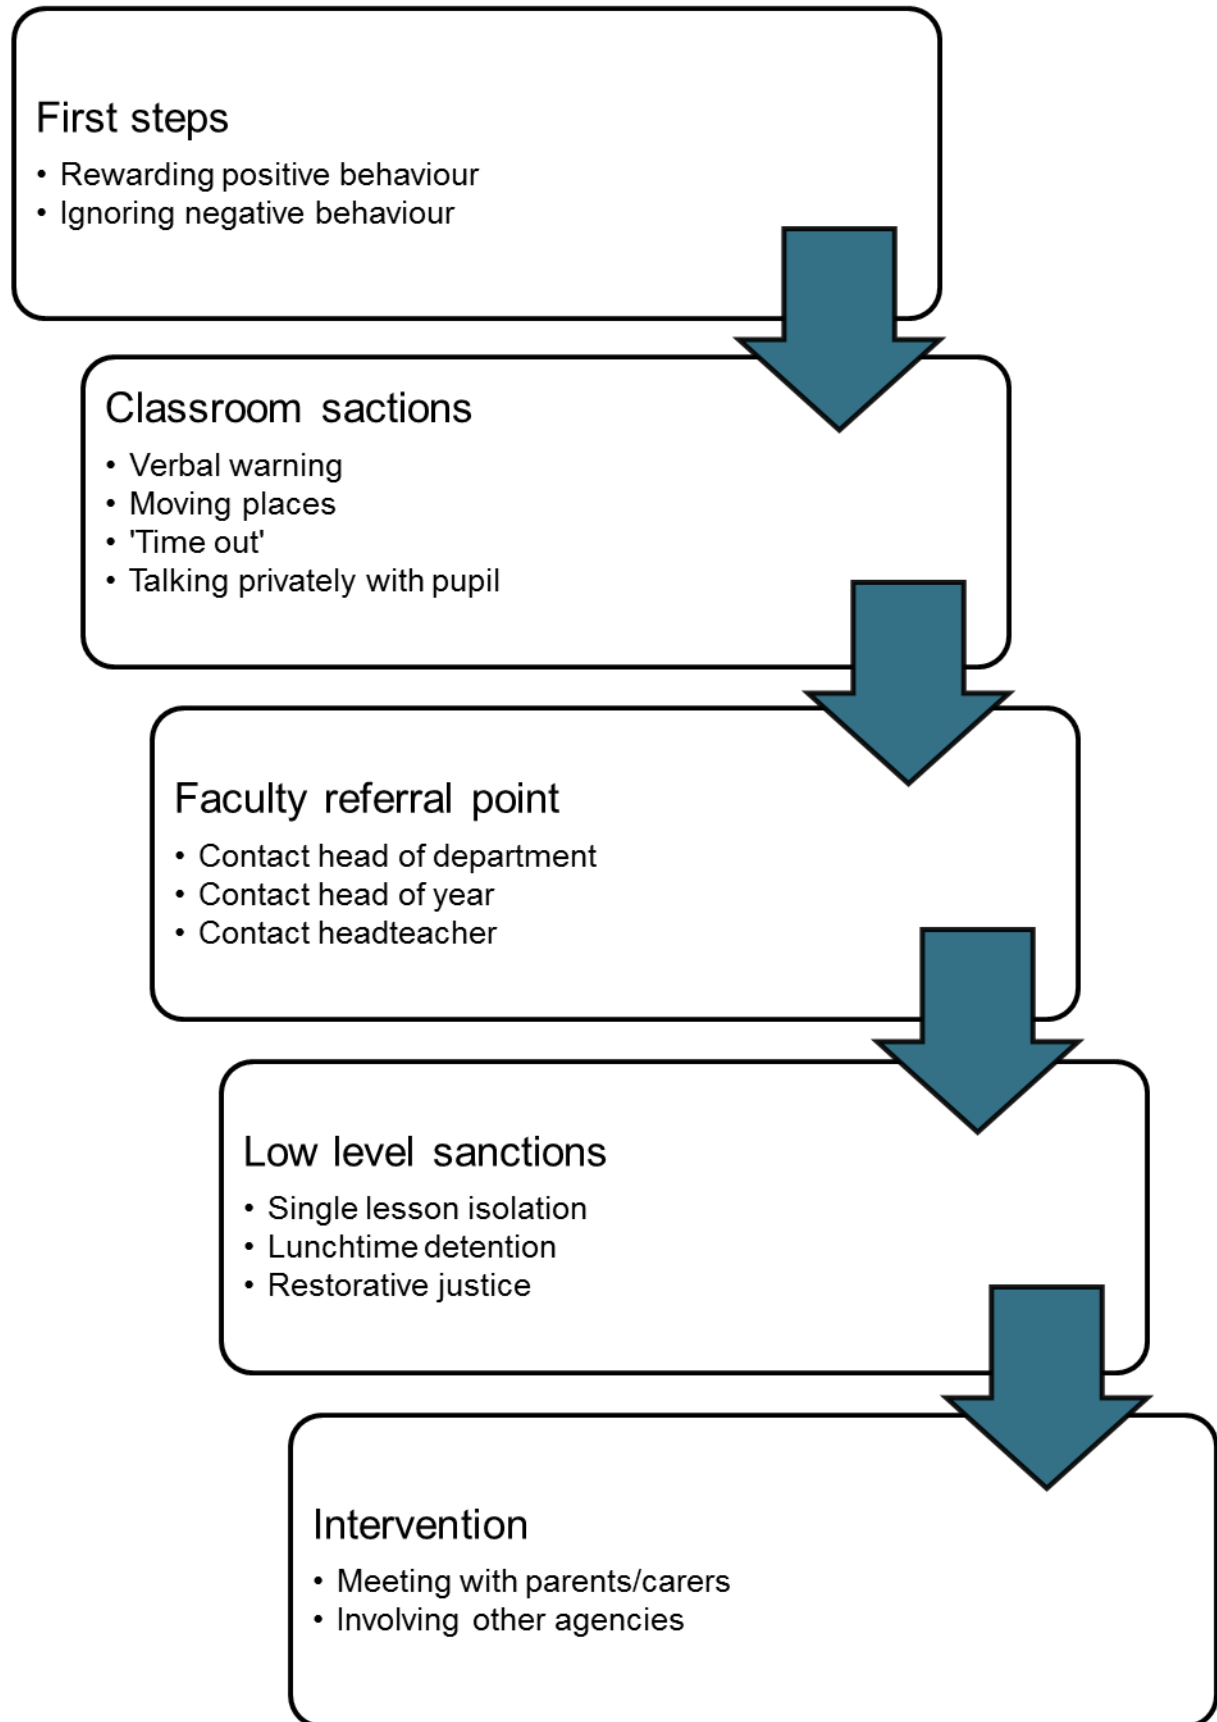 First steps
• Rewarding positive behaviour
• Ignoring negative behaviour
Classroom sactions
• Verbal warning
• Moving places
• 'Time out'
• Talking privately with pupil
Faculty referral point
• Contact head of department
• Contact head of year
• Contact headteacher
Low level sanctions
• Single lesson isolation
• Lunchtime detention
• Restorative justice
Intervention
• Meeting with parents/carers
• Involving other agencies